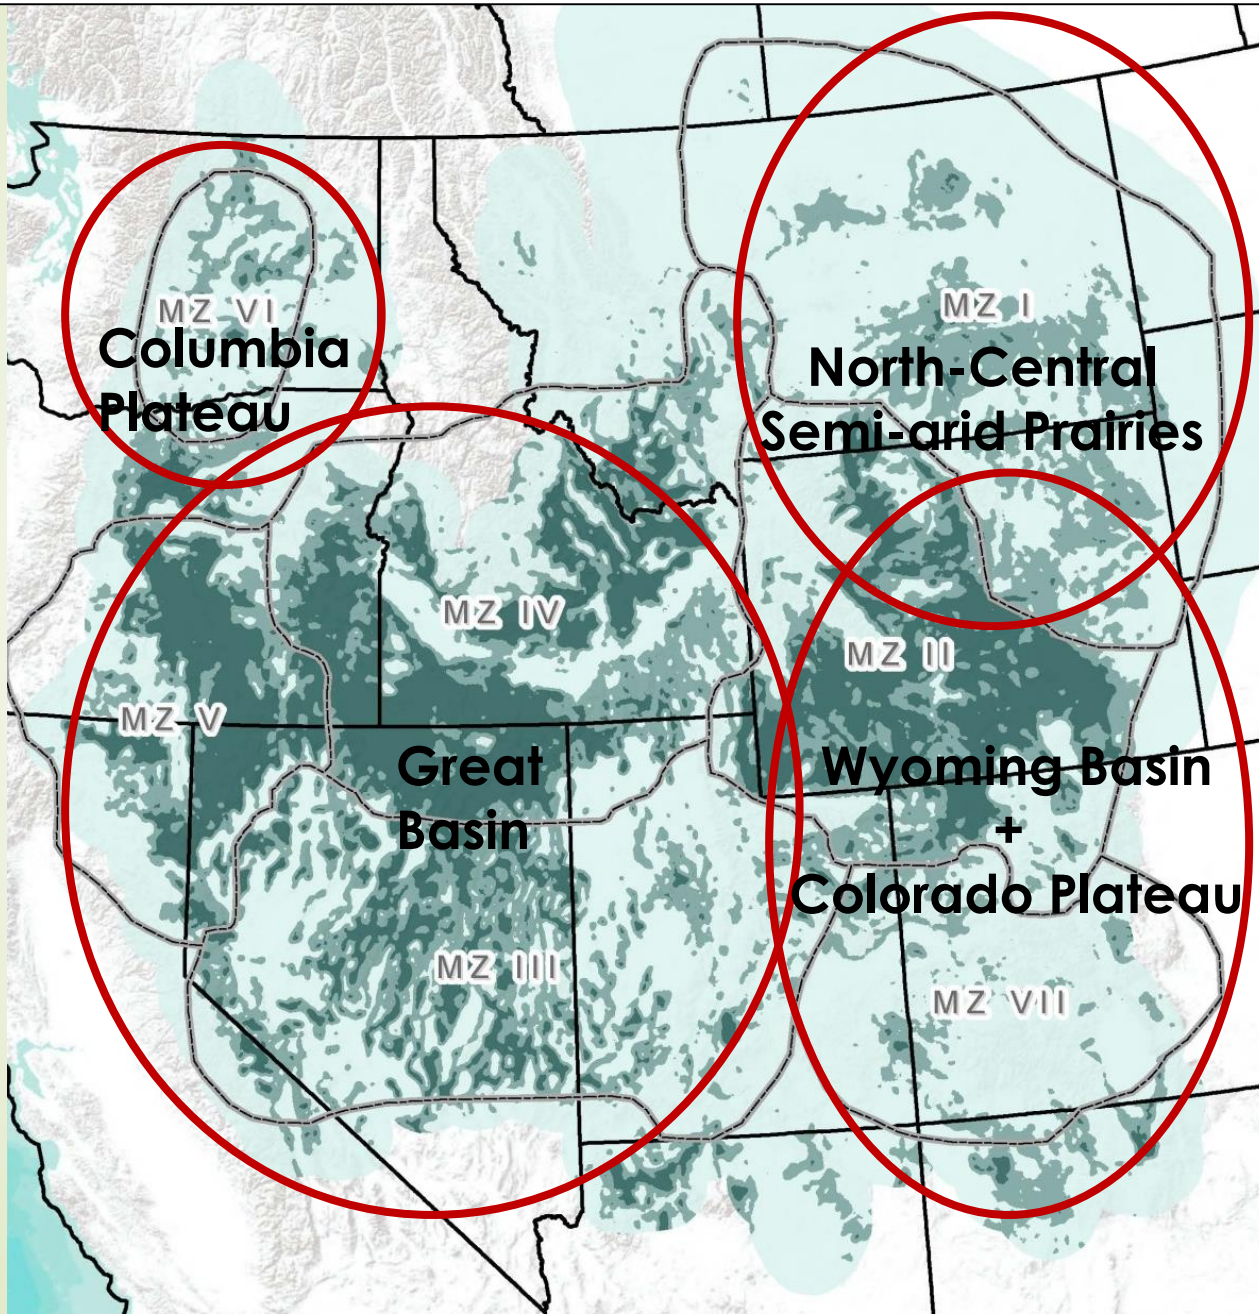 MZ VI
Columbia
Plateau
MZ I
North-Central
Semi-arid Prairies
MZ IV
MZ II
MZ V
Great
Basin
Wyoming Basin
+
Colorado Plateau
MZ III
MZ VII